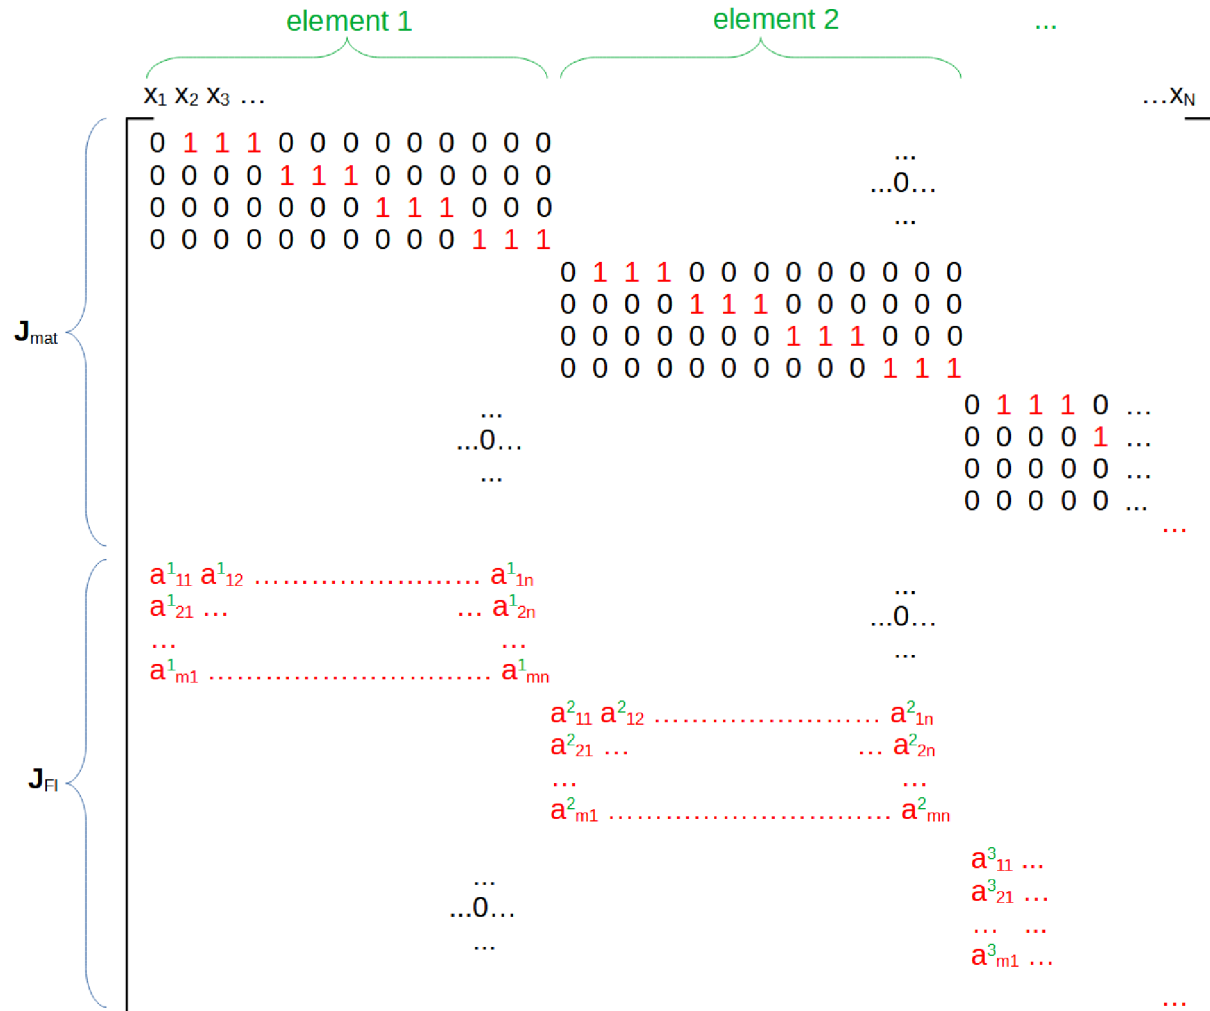 element 1 element 2 ...
x1 x2 x3 … …xN
0 1 1 1 0 0 0 0 0 0 0 0 0
...
0 0 0 0 1 1 1 0 0 0 0 0 0
...0…
0 0 0 0 0 0 0 1 1 1 0 0 0
...
0 0 0 0 0 0 0 0 0 0 1 1 1
0 1 1 1 0 0 0 0 0 0 0 0 0
0 0 0 0 1 1 1 0 0 0 0 0 0
Jmat
0 0 0 0 0 0 0 1 1 1 0 0 0
0 0 0 0 0 0 0 0 0 0 1 1 1
... 0 1 1 1 0 …
...0… 0 0 0 0 1 …
... 0 0 0 0 0 …
0 0 0 0 0 ...
...
a¹11 a¹12 …………………… a¹1n
...
a¹21 … … a¹2n
...0…
… …
...
a¹m1 ………………………… a¹mn
a²11 a²12 …………………… a²1n
a²21 … … a²2n
JFI
… …
a²m1 ………………………… a²mn
a³11 ...
...
a³21 …
...0…
… ...
...
a³m1 …
...